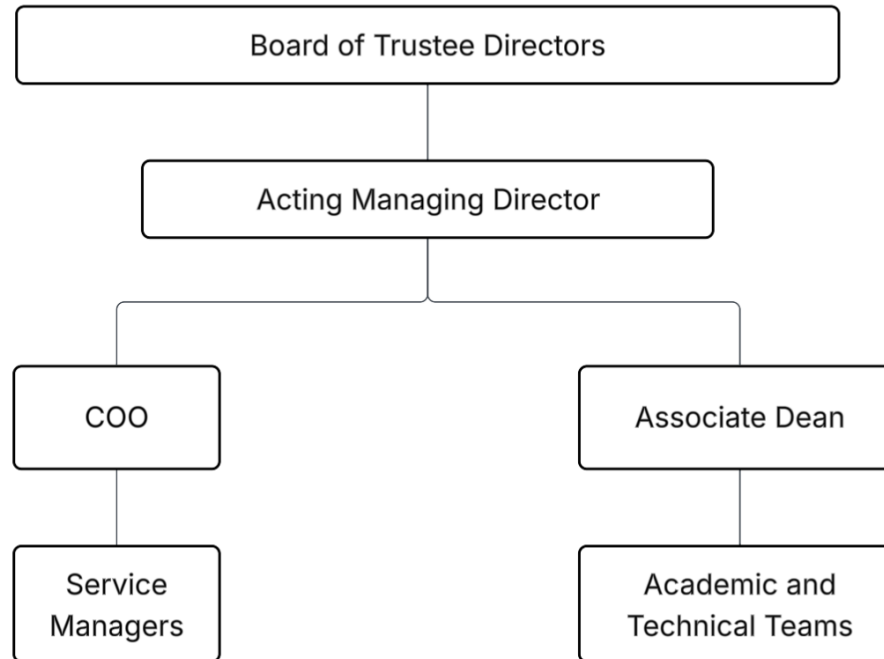 Board of Trustee Directors
Acting Managing Director
COO
Associate Dean
Service
Managers
Academic and
Technical Teams